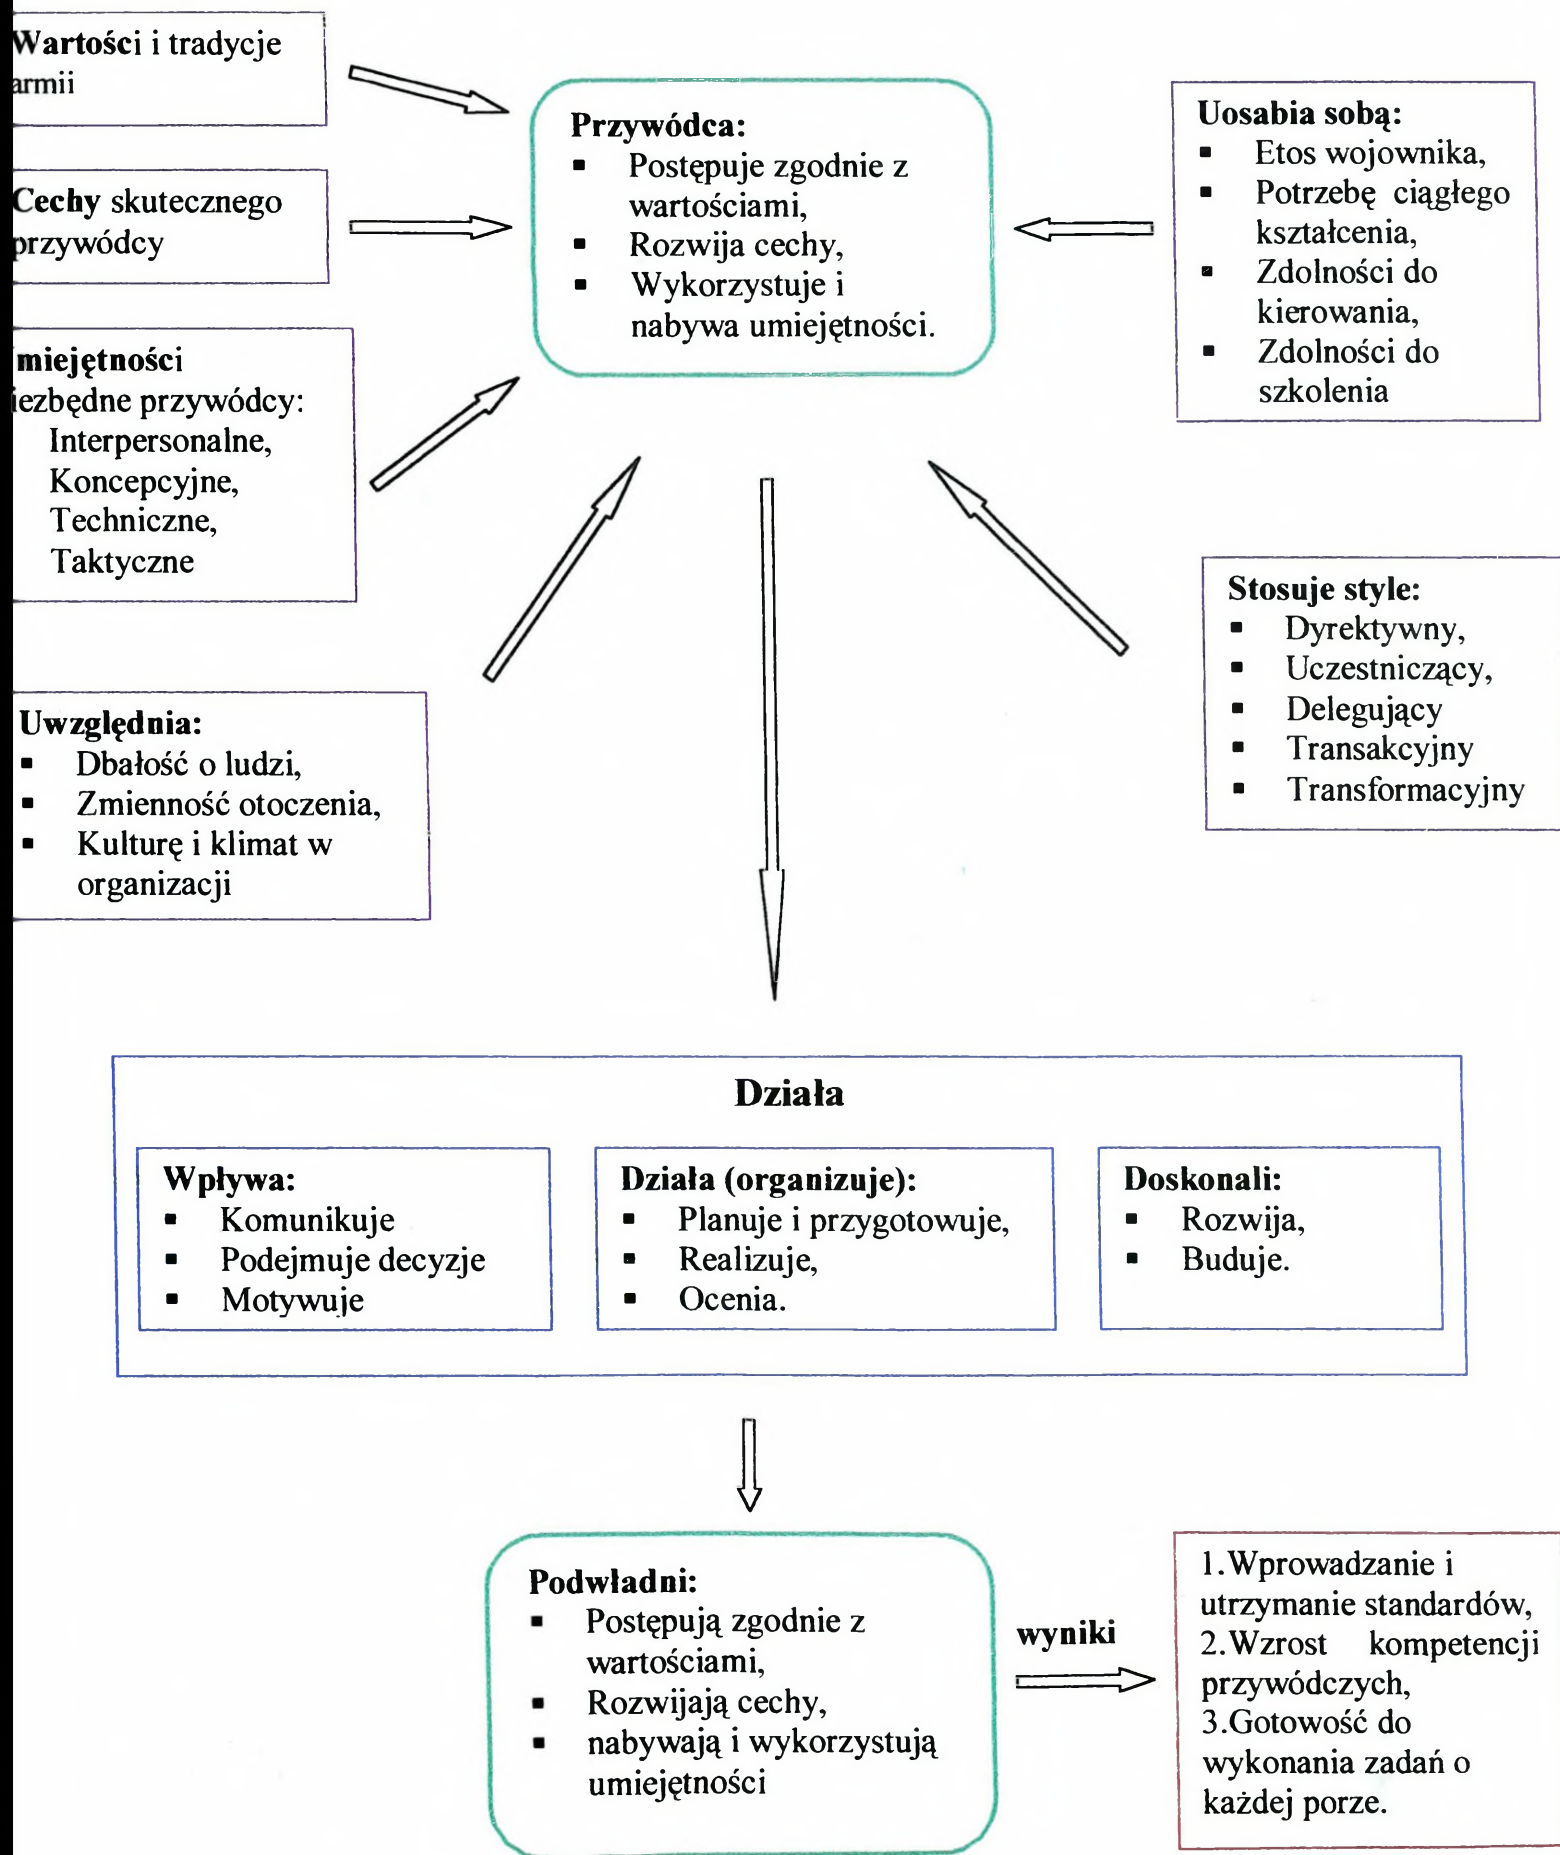 Wartości i tradycje
armii
Cechy skutecznego
przywódcy
miejętności
iezbędne przywódcy:
Interpersonalne,
Koncepcyjne,
Techniczne,
Taktyczne
Uwzględnia:
▪ Dbałość o ludzi,
▪ Zmienność otoczenia,
▪ Kulturę i klimat w
organizacji
Przywódca:
▪ Postępuje zgodnie z
wartościami,
▪ Rozwija cechy,
▪ Wykorzystuje i
nabywa umiejętności.
Uosabia sobą:
▪ Etos wojownika,
▪ Potrzebę ciągłego
kształcenia,
▪ Zdolności do
kierowania,
▪ Zdolności do
szkolenia
Stosuje style:
▪ Dyrektywny,
▪ Uczestniczący,
▪ Delegujący
▪ Transakcyjny
▪ Transformacyjny
Działa
Wpływa:
▪ Komunikuje
▪ Podejmuje decyzje
▪ Motywuje
Działa (organizuje):
▪ Planuje i przygotowuje,
▪ Realizuje,
▪ Ocenia.
Doskonali:
▪ Rozwija,
▪ Buduje.
Podwładni:
▪ Postępują zgodnie z
wartościami,
▪ Rozwijają cechy,
▪ nabywają i wykorzystują
umiejętności
wyniki
1.Wprowadzanie i
utrzymanie standardów,
2.Wzrost kompetencji
przywódczych,
3.Gotowość do
wykonania zadań o
każdej porze.